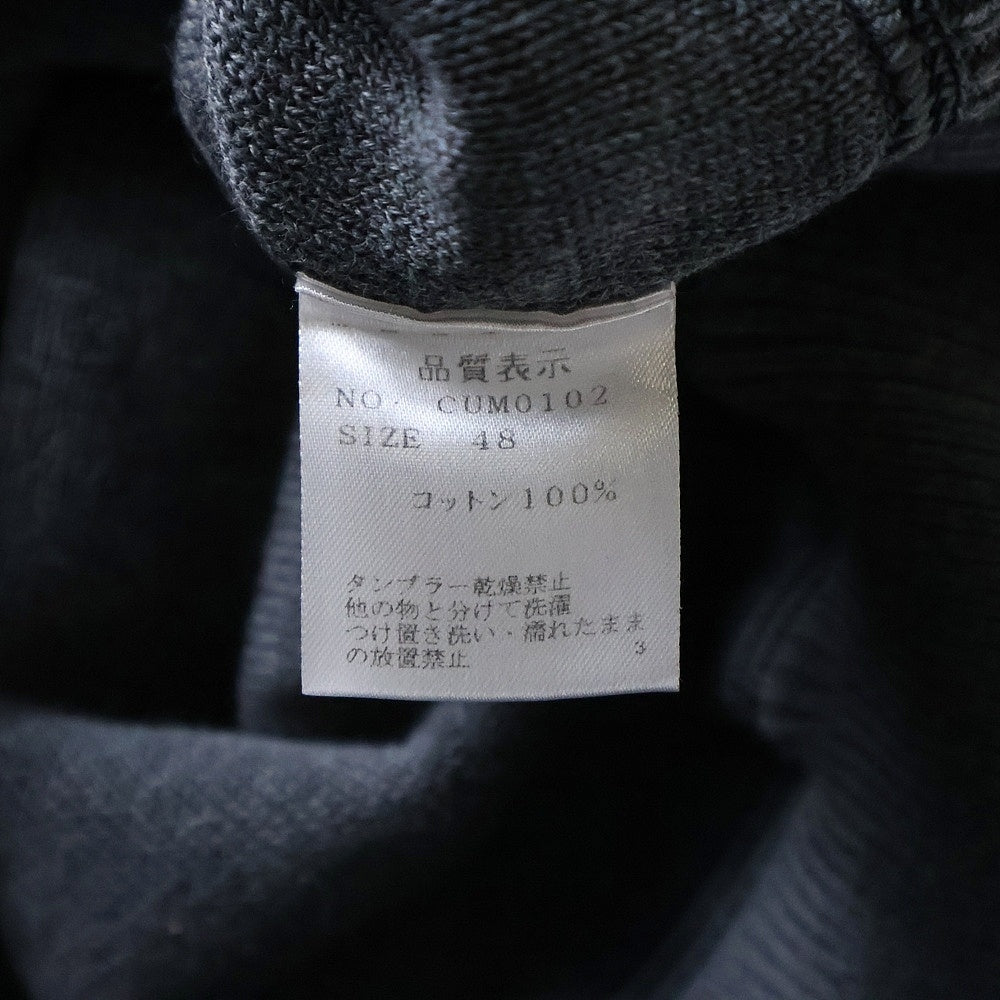 品質表示
NO. CUM0102
SIZE 48
コットン100%
タンブラー乾燥禁止
他の物と分けて洗濯
つけ置き洗い・濡れたまま
の放置禁止
3